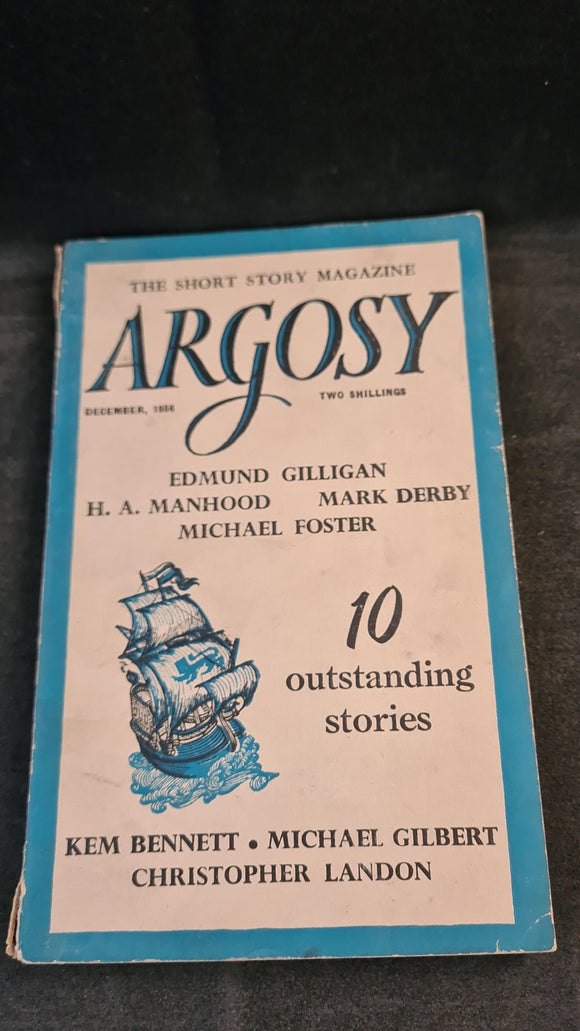 THE SHORT STORY MAGAZINE
ARGOSY
DECEMBER, 1956 TWO SHILLINGS
EDMUND GILLIGAN
H. A. MANHOOD MARK DERBY
MICHAEL FOSTER
10
outstanding
stories
KEM BENNETT • MICHAEL GILBERT
CHRISTOPHER LANDON